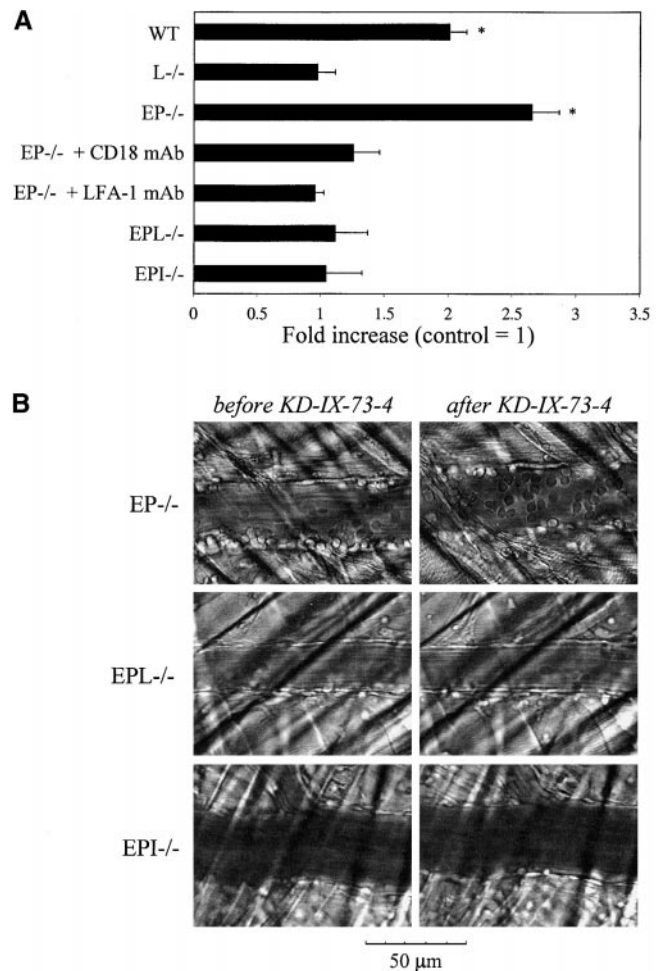 A
WT
*
L-/-
EP-/-
*
EP-/- + CD18 mAb
EP-/- + LFA-1 mAb
EPL-/-
EPI-/-
0 0.5 1 1.5 2 2.5 3 3.5
Fold increase (control = 1)
B
before KD-IX-73-4 after KD-IX-73-4
EP-/-
EPL-/-
EPI-/-
50 μm